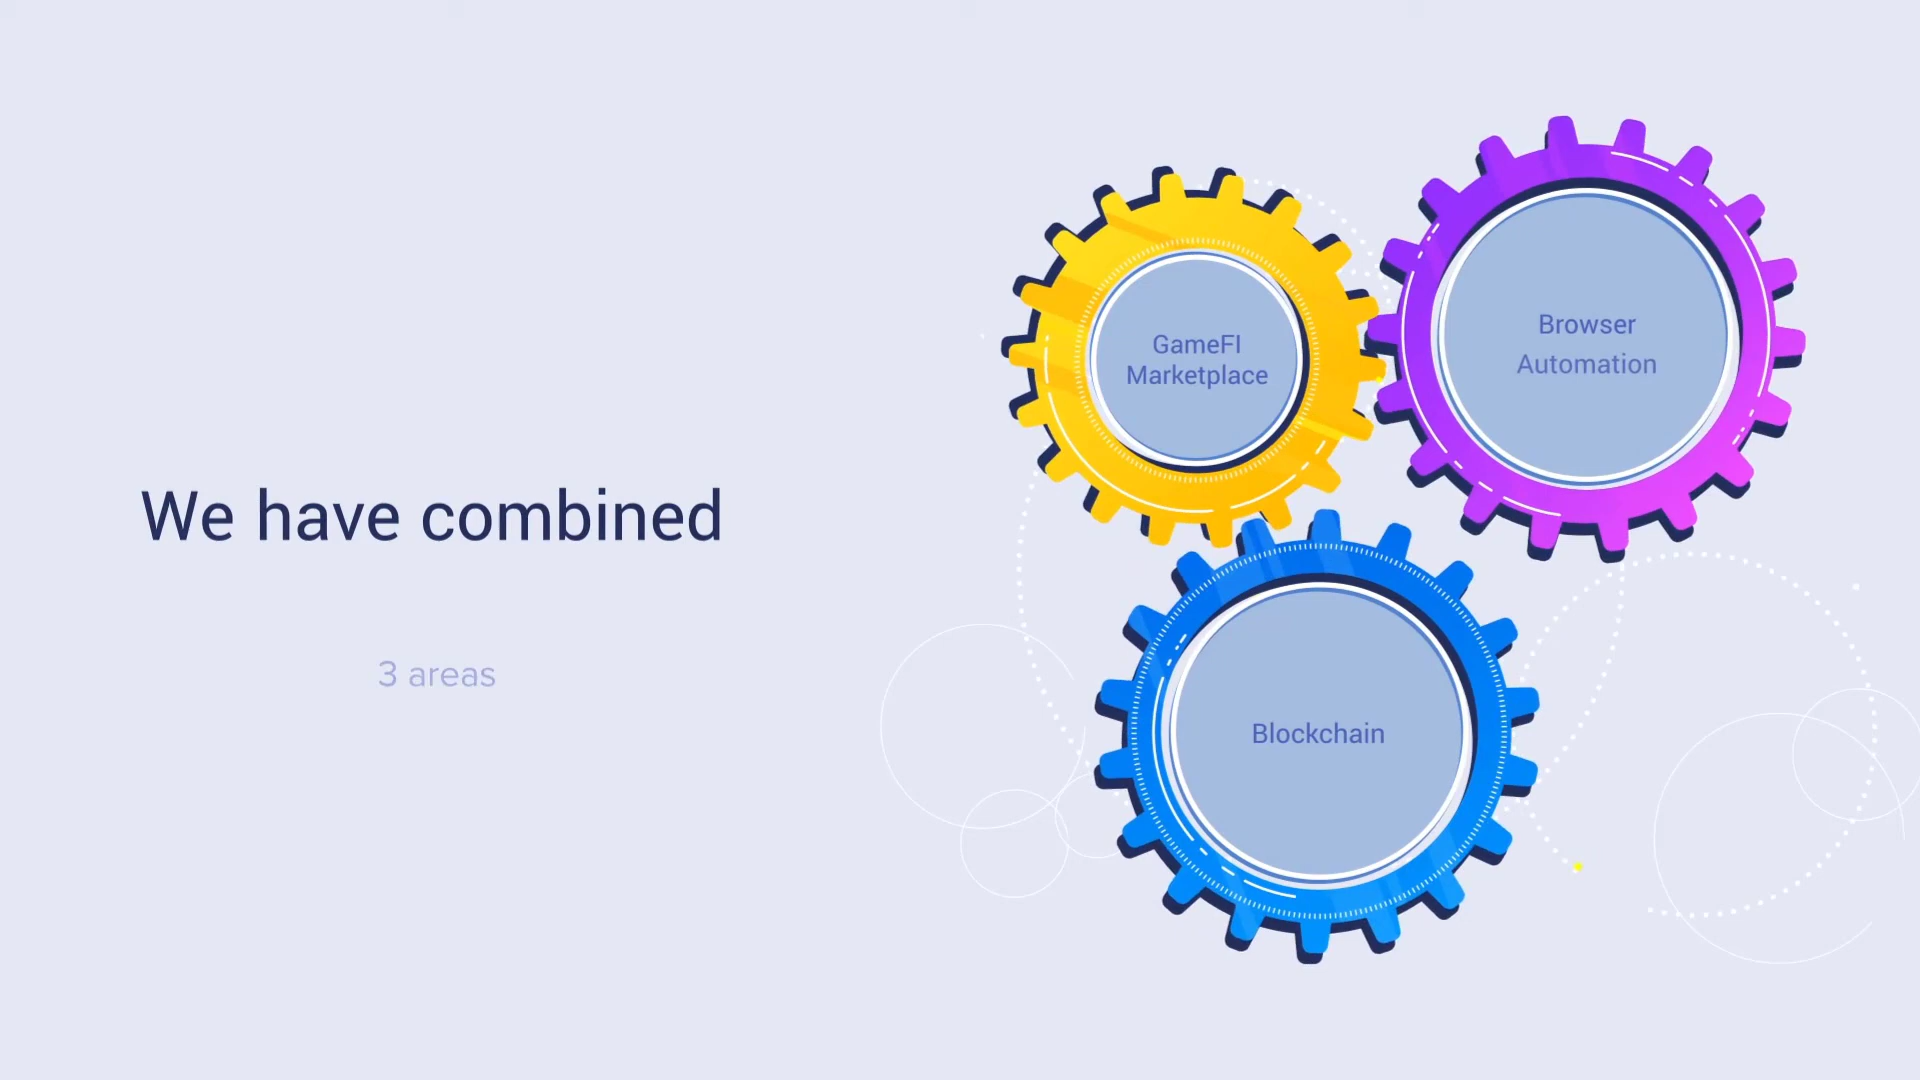 We have combined
3 areas
GameFI
Marketplace
Browser
Automation
Blockchain